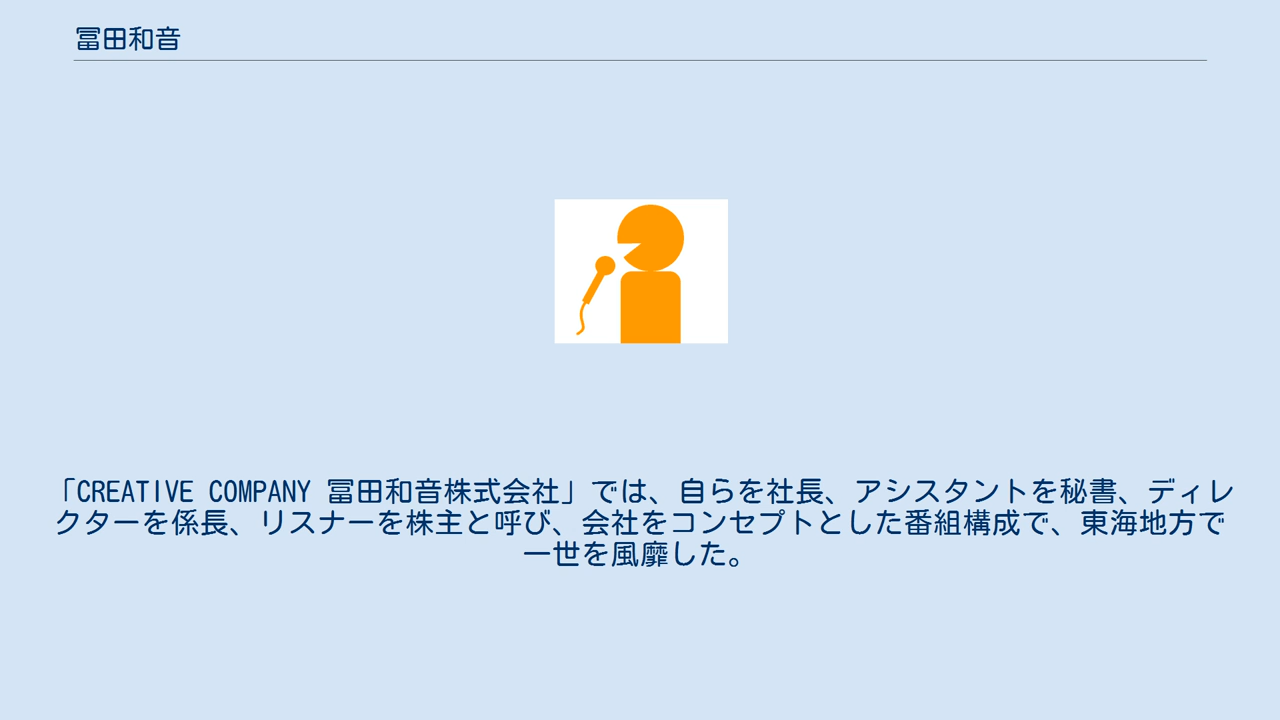 冨田和音
「CREATIVE COMPANY 冨田和音株式会社」では、自らを社長、アシスタントを秘書、ディレ
クターを係長、リスナーを株主と呼び、会社をコンセプトとした番組構成で、東海地方で
一世を風靡した。